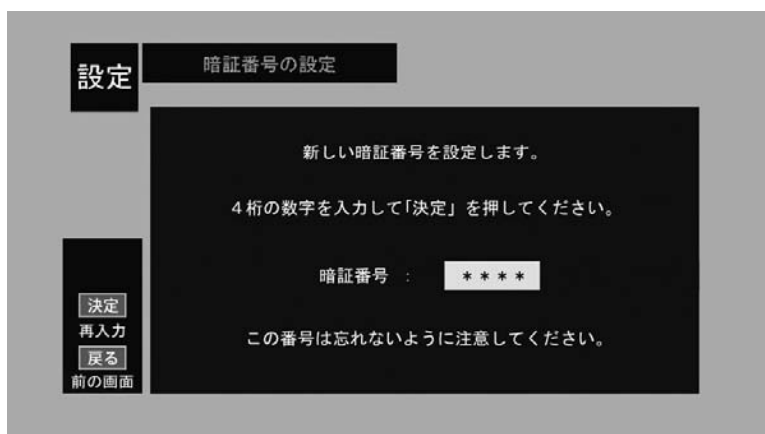 設定
暗証番号の設定
新しい暗証番号を設定します。
4桁の数字を入力して「決定」を押してください。
暗証番号 : ＊＊＊＊
この番号は忘れないように注意してください。
決定
再入力
戻る
前の画面